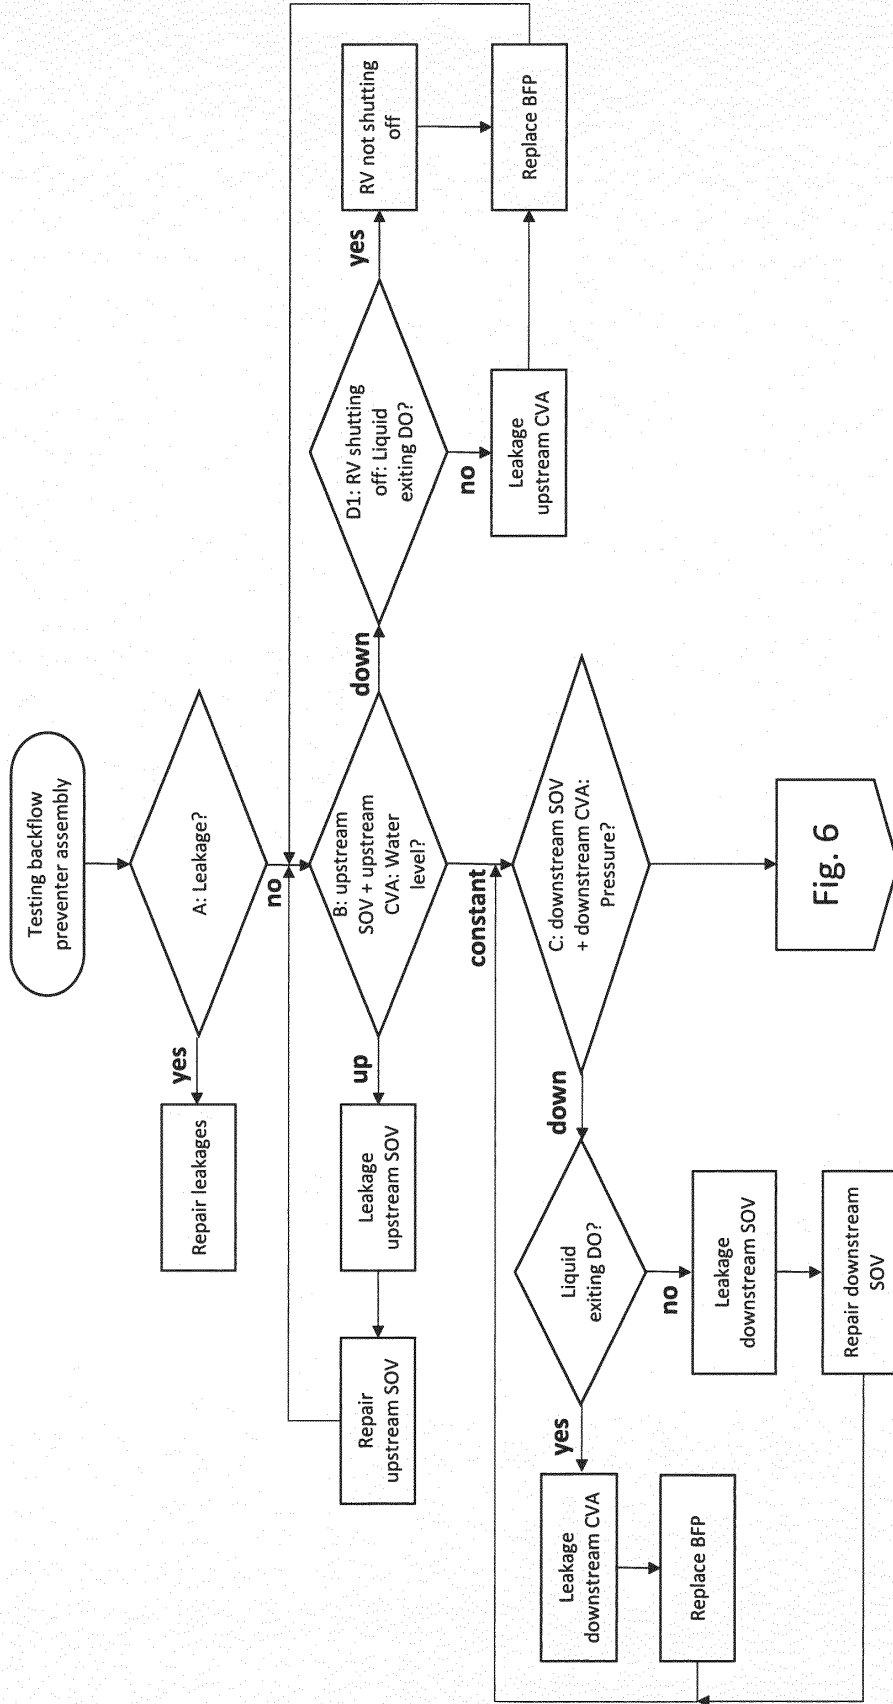 Testing backflow
preventer assembly
A: Leakage?
yes
Repair leakages
no
B: upstream
SOV + upstream
CVA: Water
level?
up
Leakage
upstream SOV
Repair
upstream SOV
down
D1: RV shutting
off: Liquid
exiting DO?
yes
RV not shutting
off
Replace BFP
no
Leakage
upstream CVA
constant
C: downstream SOV
+ downstream CVA:
Pressure?
down
Liquid
exiting DO?
yes
Leakage
downstream CVA
Replace BFP
no
Leakage
downstream SOV
Repair downstream
SOV
Fig. 6